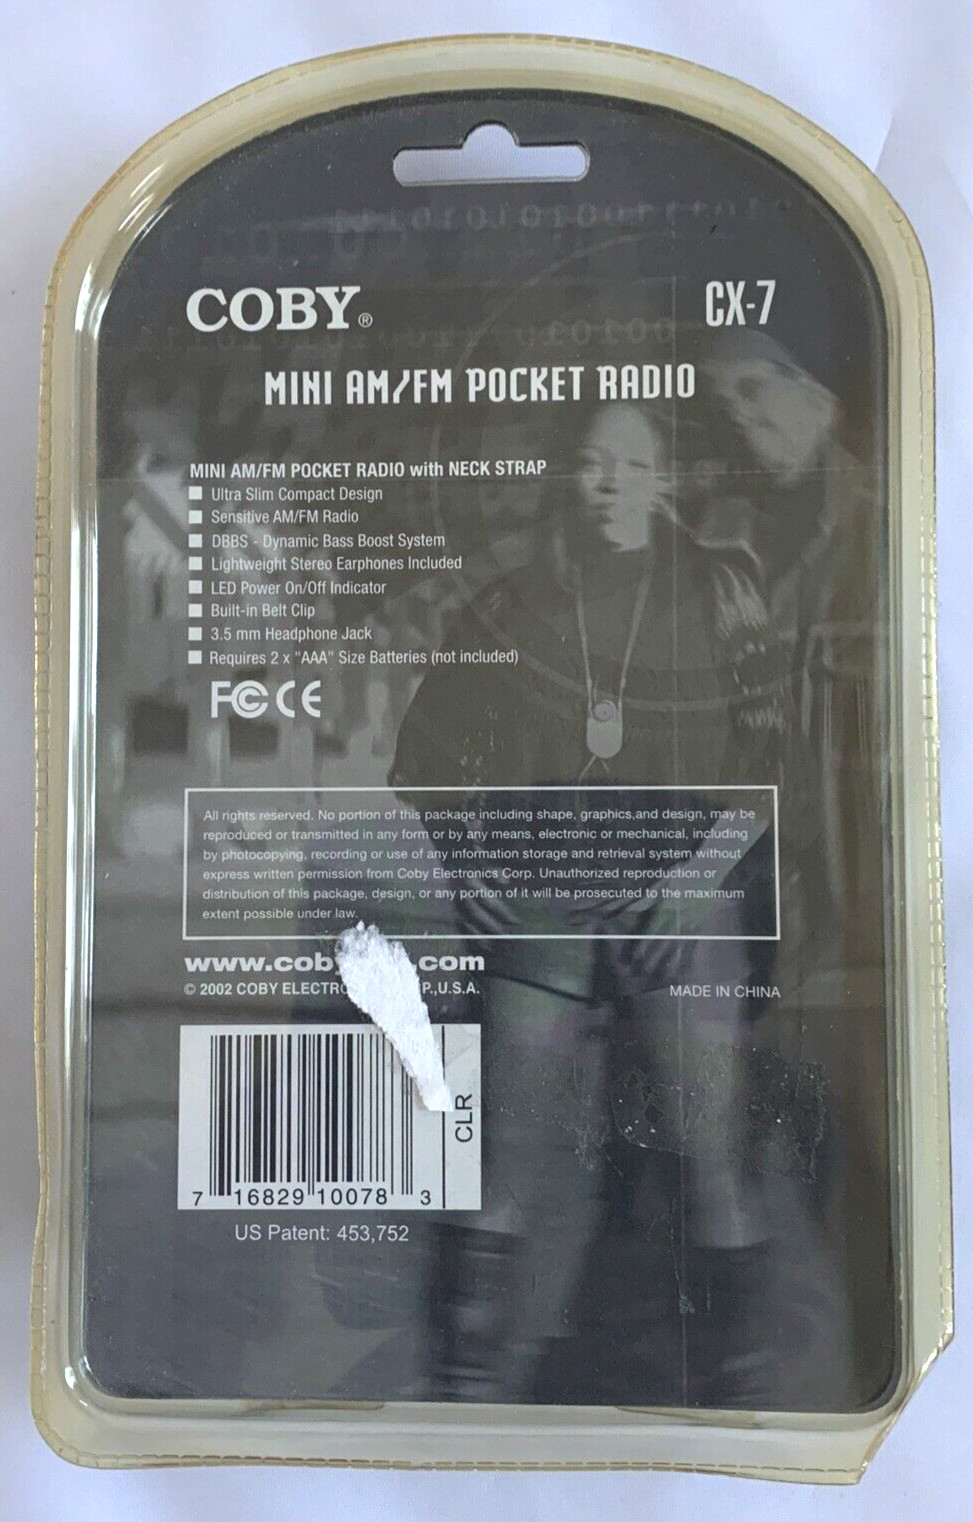 COBY®
CX-7
MINI AM/FM POCKET RADIO
MINI AM/FM POCKET RADIO with NECK STRAP
Ultra Slim Compact Design
Sensitive AM/FM Radio
DBBS - Dynamic Bass Boost System
Lightweight Stereo Earphones Included
LED Power On/Off Indicator
Built-in Belt Clip
3.5 mm Headphone Jack
Requires 2 x "AAA" Size Batteries (not included)
FC CE
All rights reserved. No portion of this package including shape, graphics,and design, may be
reproduced or transmitted in any form or by any means, electronic or mechanical, including
by photocopying, recording or use of any information storage and retrieval system without
express written permission from Coby Electronics Corp. Unauthorized reproduction or
distribution of this package, design, or any portion of it will be prosecuted to the maximum
extent possible under law.
www.cob .com
© 2002 COBY ELECTRO P.,U.S.A.
MADE IN CHINA
CLR
7 16829 10078 3
US Patent: 453,752